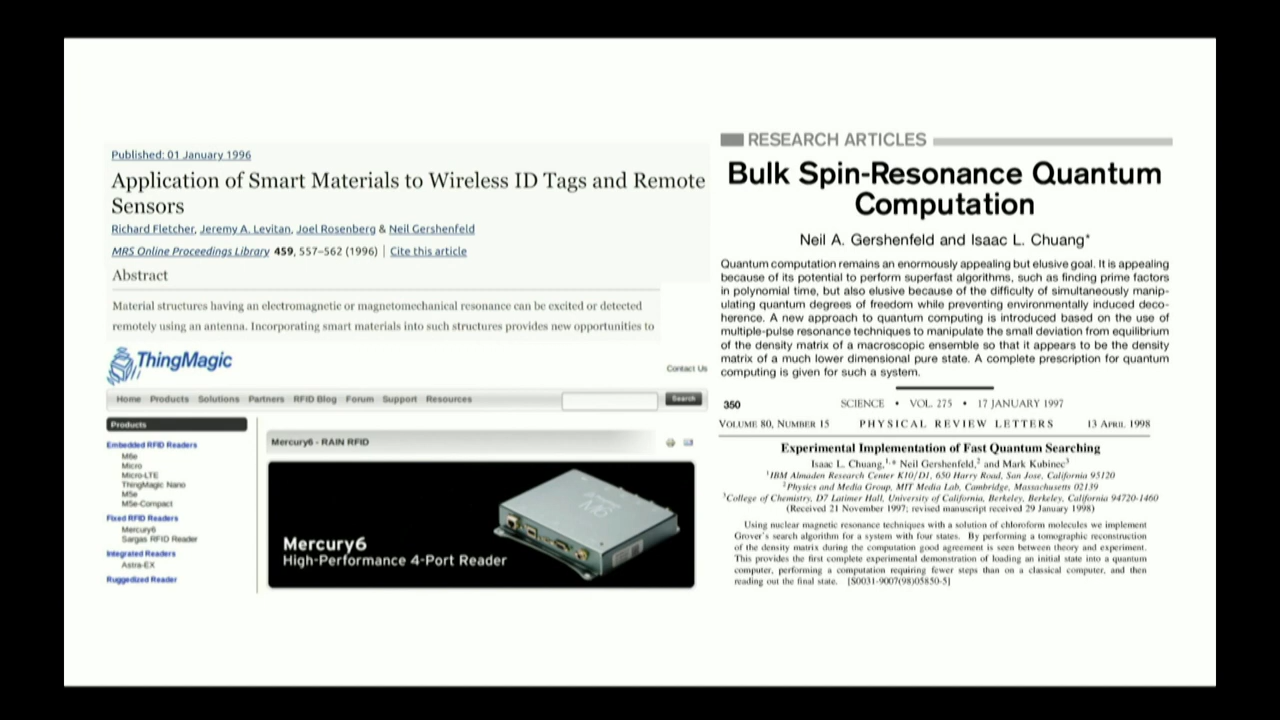 Published: 01 January 1996
Application of Smart Materials to Wireless ID Tags and Remote
Sensors
Richard Fletcher, Jeremy A. Levitan, Joel Rosenberg & Neil Gershenfeld
MRS Online Proceedings Library 459, 557–562 (1996) | Cite this article
Abstract
Material structures having an electromagnetic or magnetomechanical resonance can be excited or detected
remotely using an antenna. Incorporating smart materials into such structures provides new opportunities to
ThingMagic
Contact Us
Home Products Solutions Partners RFID Blog Forum Support Resources
Search
Products
Embedded RFID Readers
M6e
Micro
Micro-LTE
ThingMagic Nano
M5e
M5e-Compact
Fixed RFID Readers
Mercury6
Sargas RFID Reader
Integrated Readers
Astra-EX
Ruggedized Reader
Mercury6 - RAIN RFID
Mercury6
High-Performance 4-Port Reader
RESEARCH ARTICLES
Bulk Spin-Resonance Quantum
Computation
Neil A. Gershenfeld and Isaac L. Chuang*
Quantum computation remains an enormously appealing but elusive goal. It is appealing
because of its potential to perform superfast algorithms, such as finding prime factors
in polynomial time, but also elusive because of the difficulty of simultaneously manip-
ulating quantum degrees of freedom while preventing environmentally induced deco-
herence. A new approach to quantum computing is introduced based on the use of
multiple-pulse resonance techniques to manipulate the small deviation from equilibrium
of the density matrix of a macroscopic ensemble so that it appears to be the density
matrix of a much lower dimensional pure state. A complete prescription for quantum
computing is given for such a system.
350 SCIENCE • VOL. 275 • 17 JANUARY 1997
VOLUME 80, NUMBER 15 PHYSICAL REVIEW LETTERS 13 APRIL 1998
Experimental Implementation of Fast Quantum Searching
Isaac L. Chuang,1,* Neil Gershenfeld,2 and Mark Kubinec3
1IBM Almaden Research Center K10/D1, 650 Harry Road, San Jose, California 95120
2Physics and Media Group, MIT Media Lab, Cambridge, Massachusetts 02139
3College of Chemistry, D7 Latimer Hall, University of California, Berkeley, Berkeley, California 94720-1460
(Received 21 November 1997; revised manuscript received 29 January 1998)
Using nuclear magnetic resonance techniques with a solution of chloroform molecules we implement
Grover's search algorithm for a system with four states. By performing a tomographic reconstruction
of the density matrix during the computation good agreement is seen between theory and experiment.
This provides the first complete experimental demonstration of loading an initial state into a quantum
computer, performing a computation requiring fewer steps than on a classical computer, and then
reading out the final state. [S0031-9007(98)05850-5]